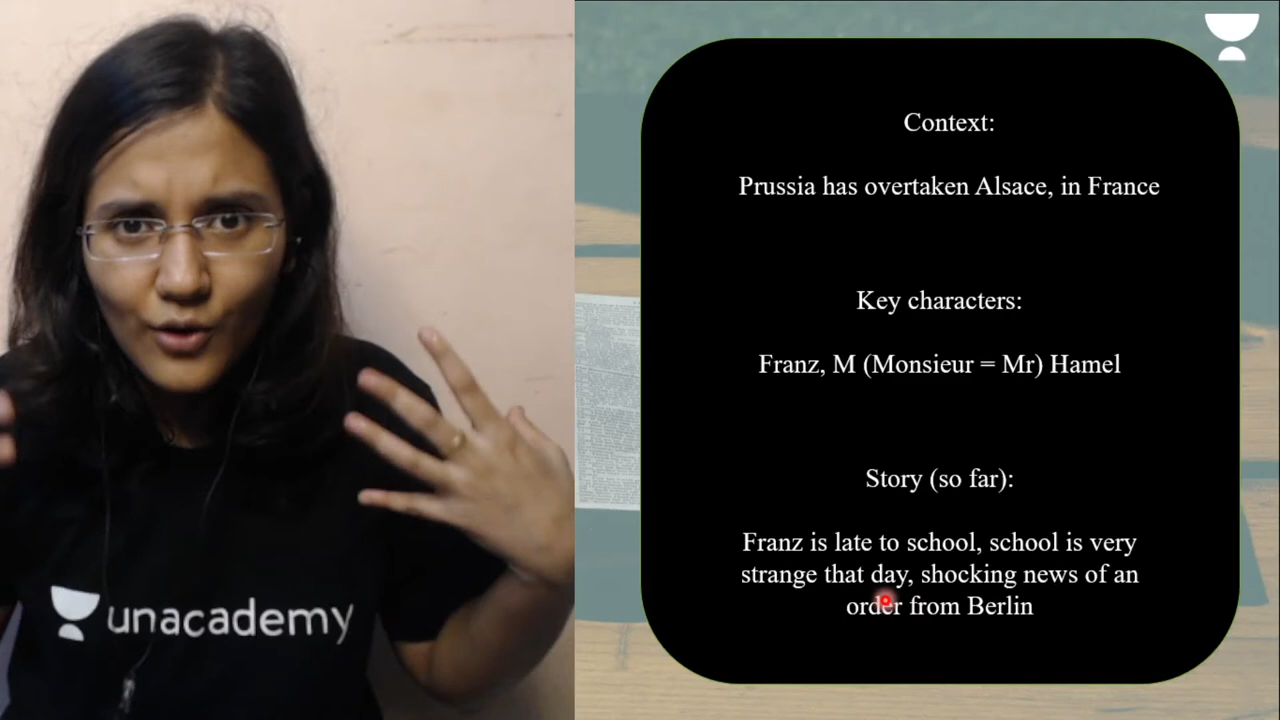 Context:
Prussia has overtaken Alsace, in France
Key characters:
Franz, M (Monsieur = Mr) Hamel
Story (so far):
Franz is late to school, school is very
strange that day, shocking news of an
order from Berlin
unacademy